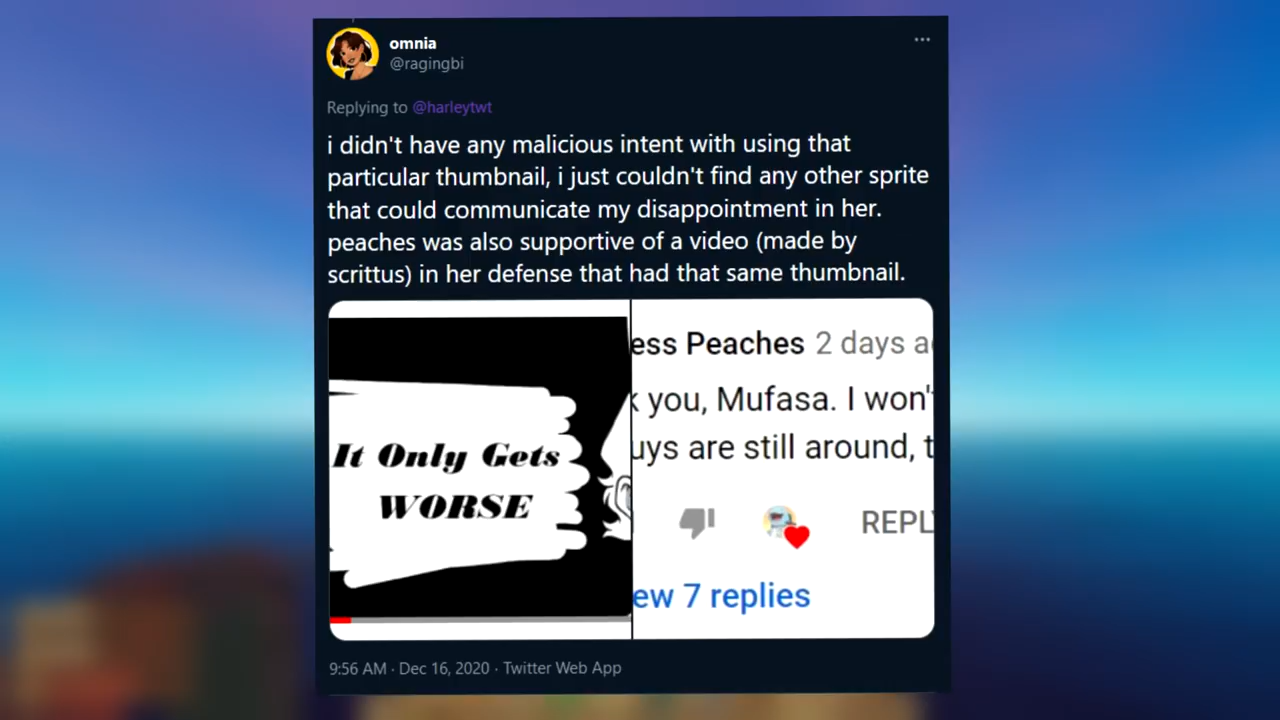 omnia
@ragingbi
Replying to @harleytwt
i didn't have any malicious intent with using that
particular thumbnail, i just couldn't find any other sprite
that could communicate my disappointment in her.
peaches was also supportive of a video (made by
scrittus) in her defense that had that same thumbnail.
It Only Gets
WORSE
ess Peaches 2 days a
k you, Mufasa. I won'
uys are still around, t
REPL
ew 7 replies
9:56 AM · Dec 16, 2020 · Twitter Web App